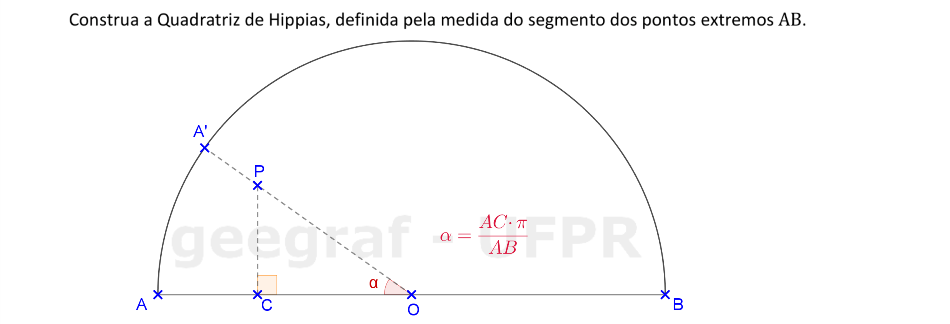 Construa a Quadratriz de Hippias, definida pela medida do segmento dos pontos extremos AB.
A'
P
geegraf - UFPR
α = AC·π / AB
α
A
C
O
B